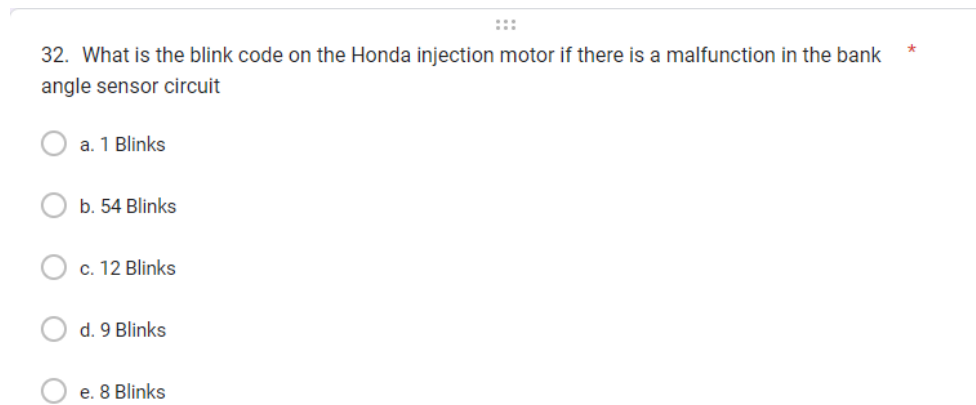 32. What is the blink code on the Honda injection motor if there is a malfunction in the bank *
angle sensor circuit
a. 1 Blinks
b. 54 Blinks
c. 12 Blinks
d. 9 Blinks
e. 8 Blinks